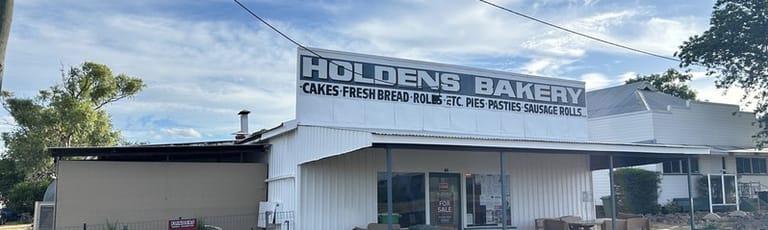 HOLDENS BAKERY
CAKES·FRESH BREAD·ROLLS·ETC. PIES·PASTIES·SAUSAGE ROLLS
FOR
SALE